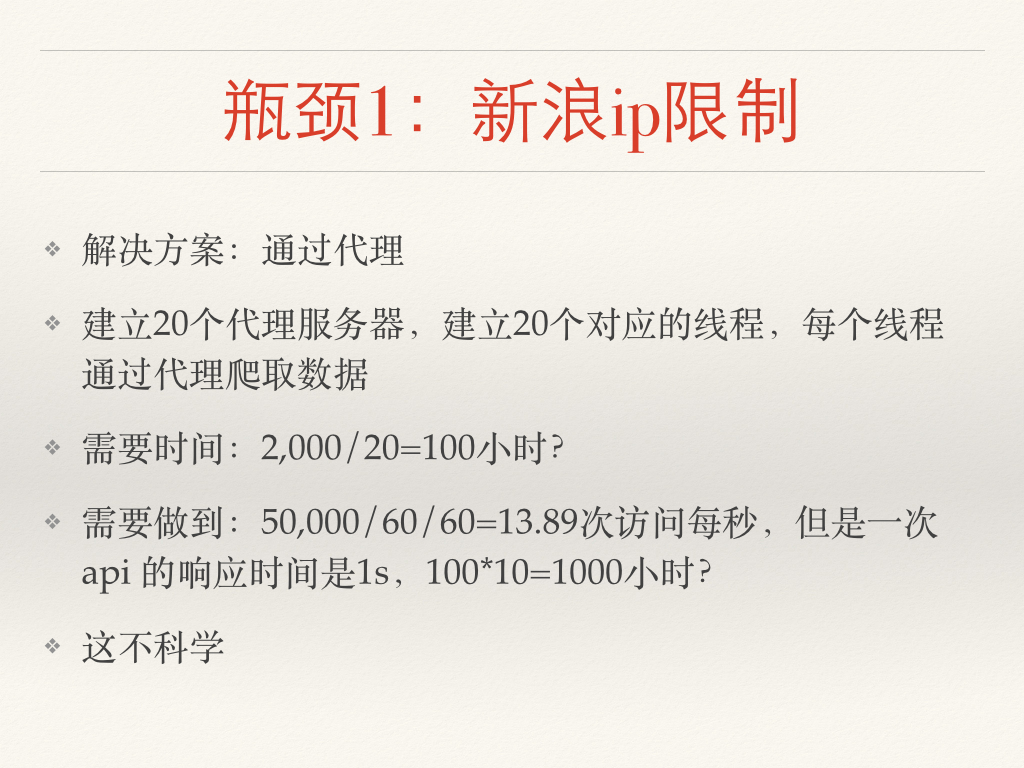 瓶颈1：新浪ip限制
❖ 解决方案：通过代理
❖ 建立20个代理服务器，建立20个对应的线程，每个线程
通过代理爬取数据
❖ 需要时间：2,000/20=100小时?
❖ 需要做到：50,000/60/60=13.89次访问每秒，但是一次
api 的响应时间是1s，100*10=1000小时?
❖ 这不科学